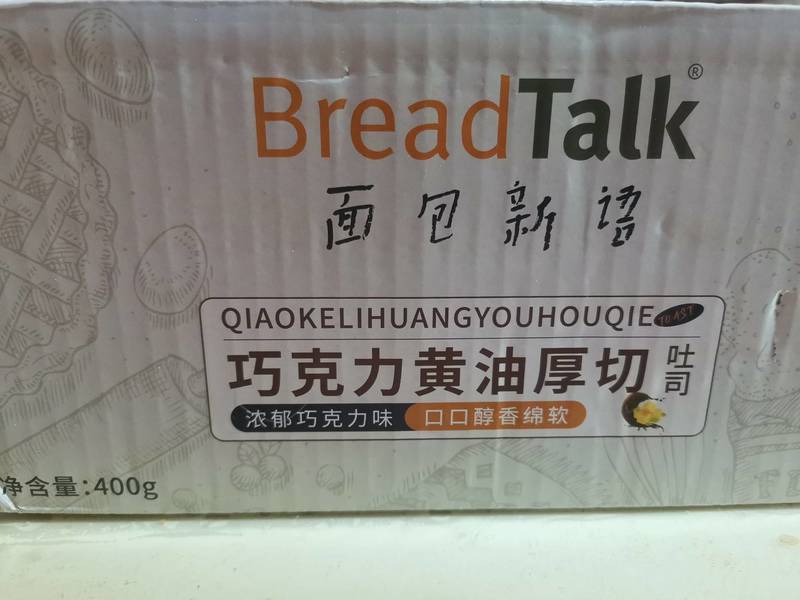 BreadTalk®
面包新语
QIAOKELIHUANGYOUHOUQIE TOAST
巧克力黄油厚切 吐司
浓郁巧克力味 口口醇香绵软
净含量:400g